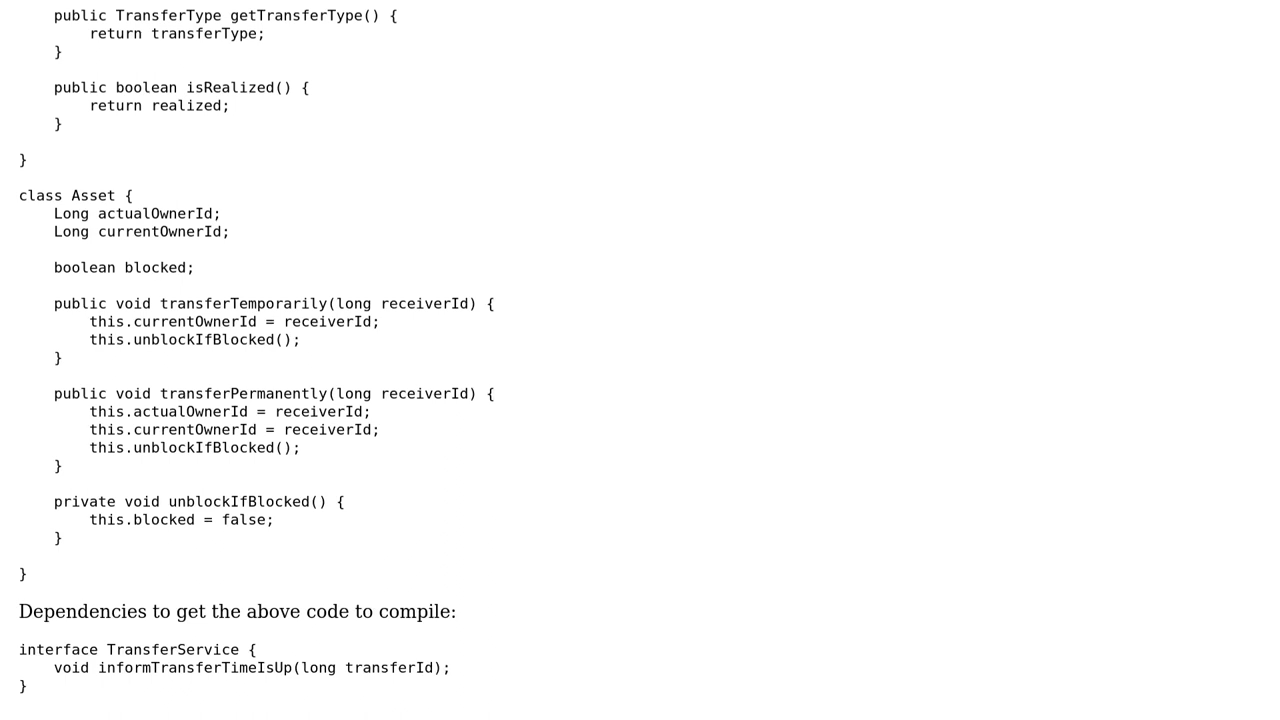 public TransferType getTransferType() {
        return transferType;
    }

    public boolean isRealized() {
        return realized;
    }

}

class Asset {
    Long actualOwnerId;
    Long currentOwnerId;

    boolean blocked;

    public void transferTemporarily(long receiverId) {
        this.currentOwnerId = receiverId;
        this.unblockIfBlocked();
    }

    public void transferPermanently(long receiverId) {
        this.actualOwnerId = receiverId;
        this.currentOwnerId = receiverId;
        this.unblockIfBlocked();
    }

    private void unblockIfBlocked() {
        this.blocked = false;
    }

}
Dependencies to get the above code to compile:
interface TransferService {
    void informTransferTimeIsUp(long transferId);
}